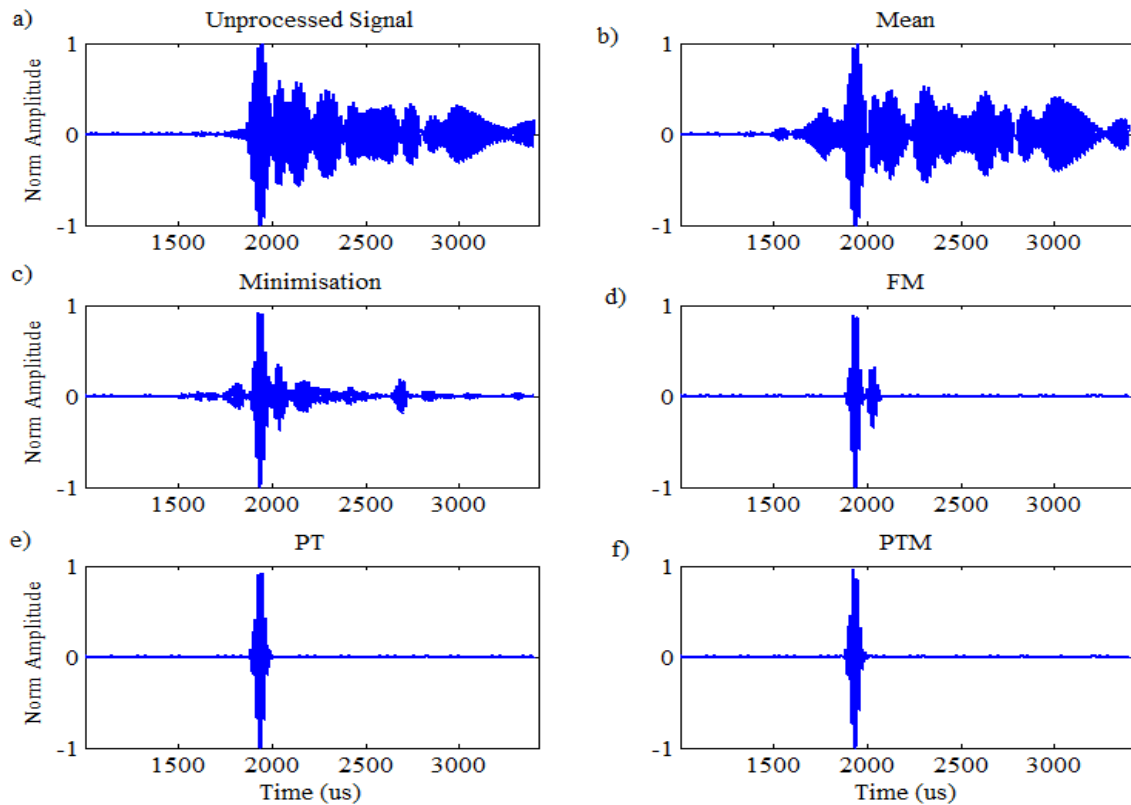 a) Unprocessed Signal
Norm Amplitude
1
0
-1
1500 2000 2500 3000
b) Mean
1
0
-1
1500 2000 2500 3000
c) Minimisation
Norm Amplitude
1
0
-1
1500 2000 2500 3000
d) FM
1
0
-1
1500 2000 2500 3000
e) PT
Norm Amplitude
1
0
-1
1500 2000 2500 3000
Time (us)
f) PTM
1
0
-1
1500 2000 2500 3000
Time (us)